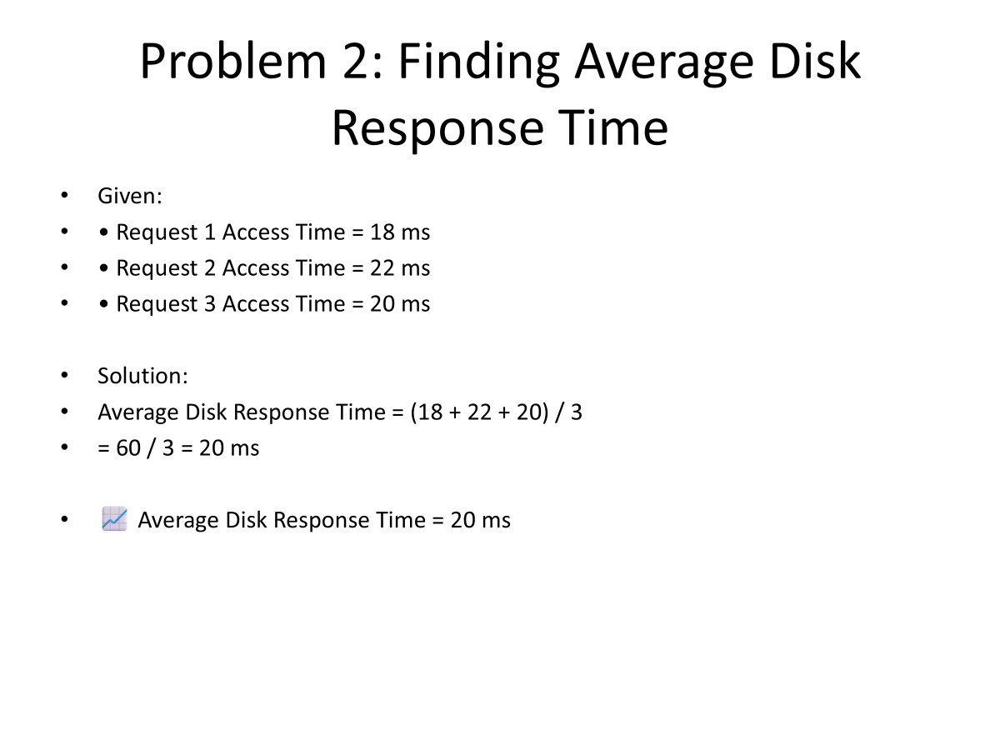 Problem 2: Finding Average Disk
Response Time
• Given:
• • Request 1 Access Time = 18 ms
• • Request 2 Access Time = 22 ms
• • Request 3 Access Time = 20 ms
• Solution:
• Average Disk Response Time = (18 + 22 + 20) / 3
• = 60 / 3 = 20 ms
• 📈 Average Disk Response Time = 20 ms